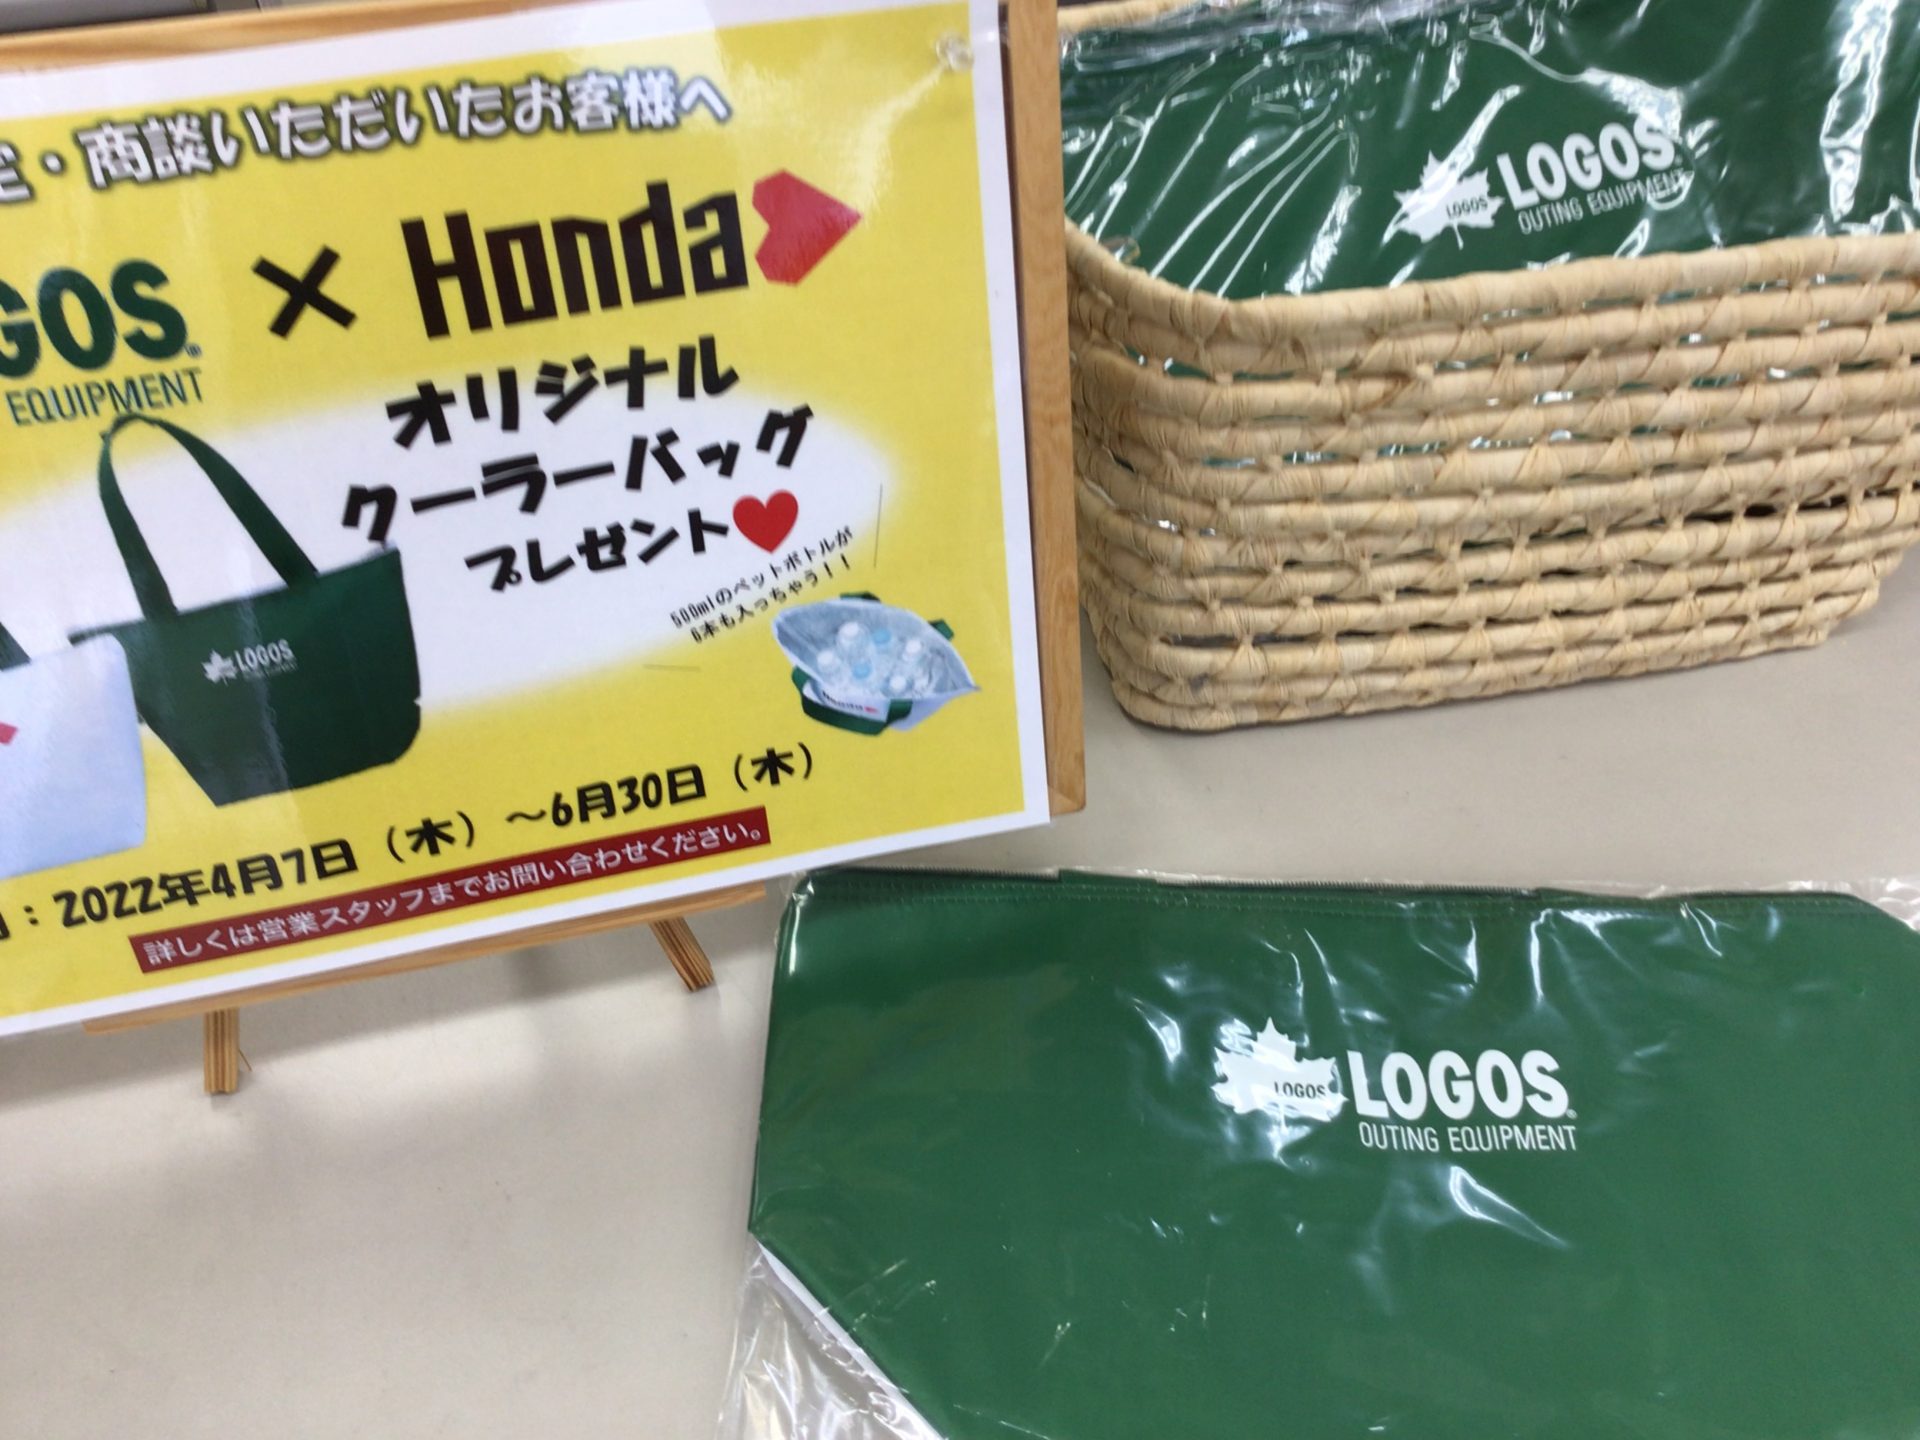 ・商談いただいたお客様へ
GOS × Honda
EQUIPMENT
オリジナル
クーラーバッグ
プレゼント
500mlのペットボトルが
6本も入っちゃう！！
LOGOS
：2022年4月7日（木）～6月30日（木）
詳しくは営業スタッフまでお問い合わせください。
LOGOS
LOGOS
OUTING EQUIPMENT
LOGOS
LOGOS
OUTING EQUIPMENT